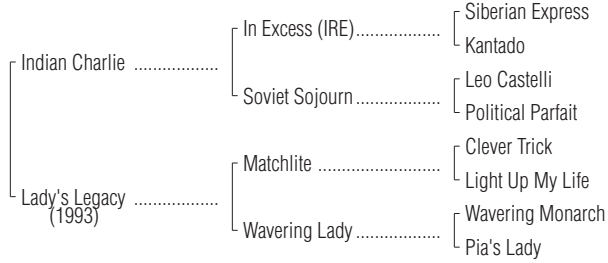 Siberian Express
In Excess (IRE)..................
Kantado
Indian Charlie ..................
Leo Castelli
Soviet Sojourn ..................
Political Parfait
Clever Trick
Matchlite ..................
Light Up My Life
Lady's Legacy ..................
(1993)
Wavering Monarch
Wavering Lady ..................
Pia's Lady